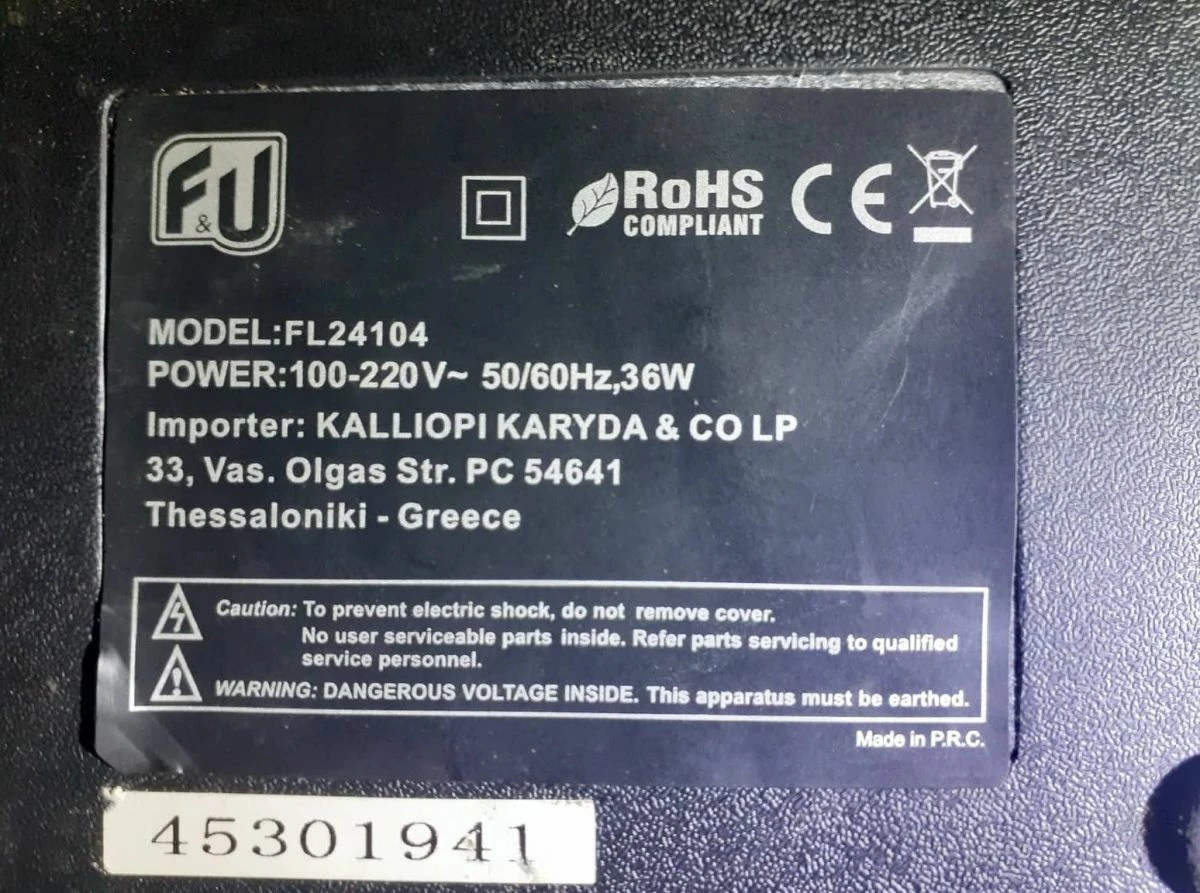 F&U
RoHS
COMPLIANT
CE
MODEL:FL24104
POWER:100-220V~ 50/60Hz,36W
Importer: KALLIOPI KARYDA & CO LP
33, Vas. Olgas Str. PC 54641
Thessaloniki - Greece
Caution: To prevent electric shock, do not remove cover.
No user serviceable parts inside. Refer parts servicing to qualified
service personnel.
WARNING: DANGEROUS VOLTAGE INSIDE. This apparatus must be earthed.
Made in P.R.C.
45301941